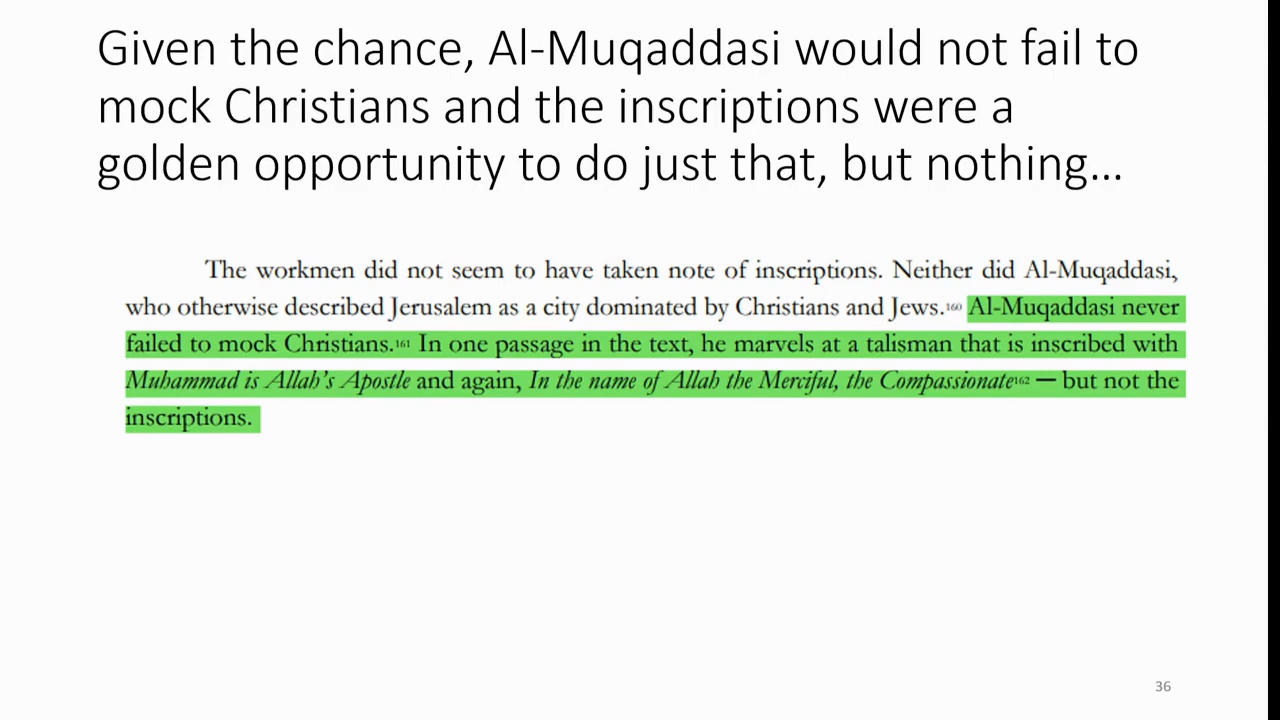 Given the chance, Al-Muqaddasi would not fail to
mock Christians and the inscriptions were a
golden opportunity to do just that, but nothing...
The workmen did not seem to have taken note of inscriptions. Neither did Al-Muqaddasi,
who otherwise described Jerusalem as a city dominated by Christians and Jews.160 Al-Muqaddasi never
failed to mock Christians.161 In one passage in the text, he marvels at a talisman that is inscribed with
Muhammad is Allah's Apostle and again, In the name of Allah the Merciful, the Compassionate162 — but not the
inscriptions.
36